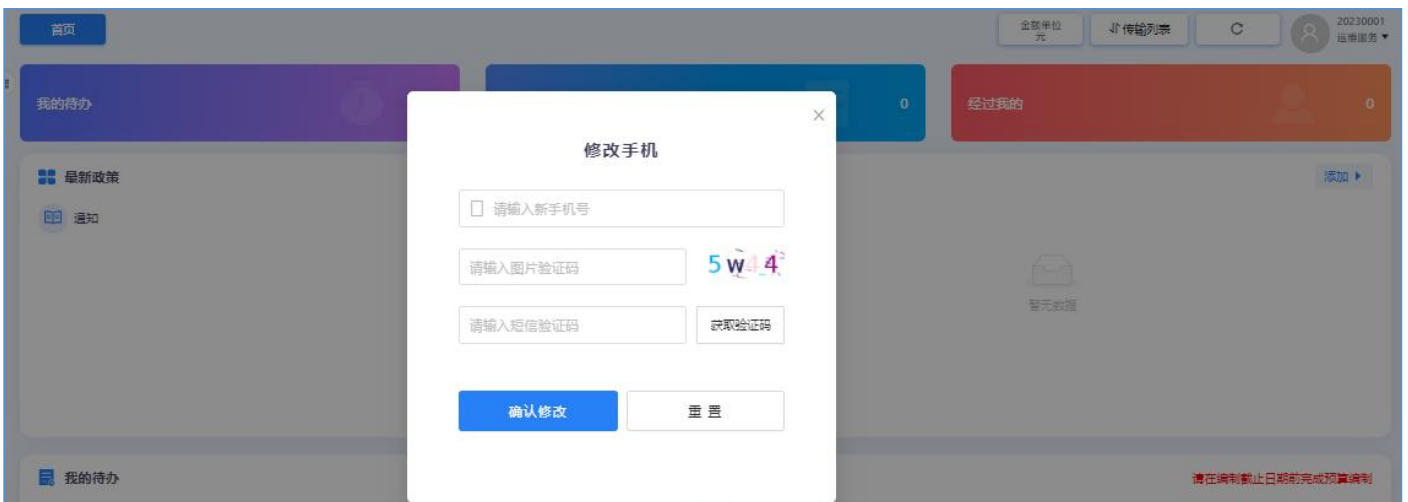 首页
金额单位
元
传输列表
20230001
运维服务
我的待办
0
经过我的
0
修改手机
最新政策
添加
请输入新手机号
通知
请输入图片验证码
5w44
请输入短信验证码
获取验证码
暂无数据
确认修改
重置
我的待办
请在编制截止日期前完成预算编制